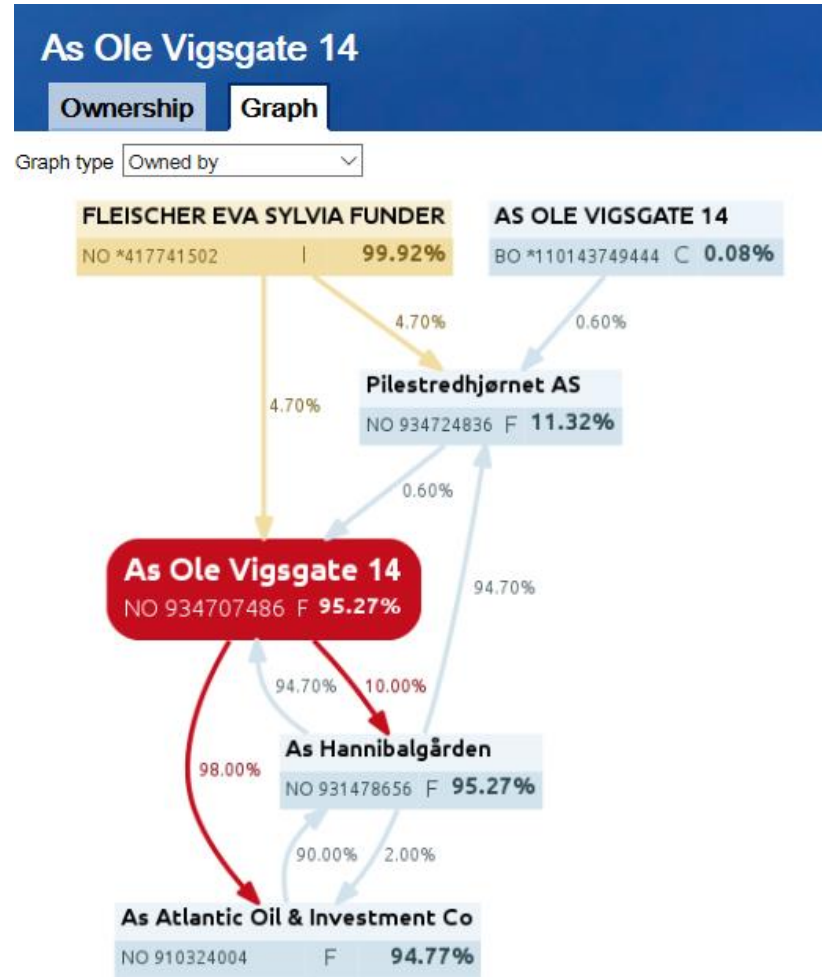 As Ole Vigsgate 14
Ownership Graph
Graph type Owned by
FLEISCHER EVA SYLVIA FUNDER
NO *417741502 I 99.92%
AS OLE VIGSGATE 14
BO *110143749444 C 0.08%
4.70%
0.60%
Pilestredhjørnet AS
NO 934724836 F 11.32%
4.70%
0.60%
As Ole Vigsgate 14
NO 934707486 F 95.27%
94.70%
94.70%
10.00%
As Hannibalgården
NO 931478656 F 95.27%
98.00%
90.00%
2.00%
As Atlantic Oil & Investment Co
NO 910324004 F 94.77%